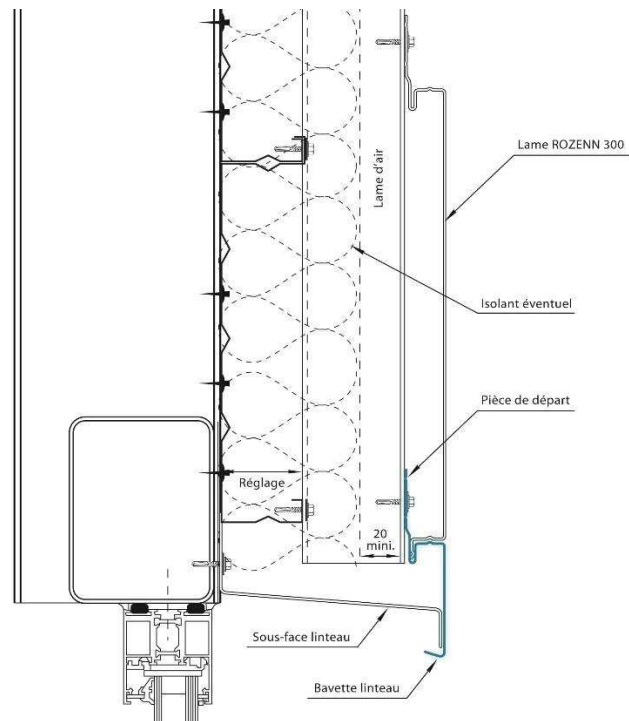 Lame ROZENN 300
Lame d'air
Isolant éventuel
Pièce de départ
Réglage
20
mini.
Sous-face linteau
Bavette linteau